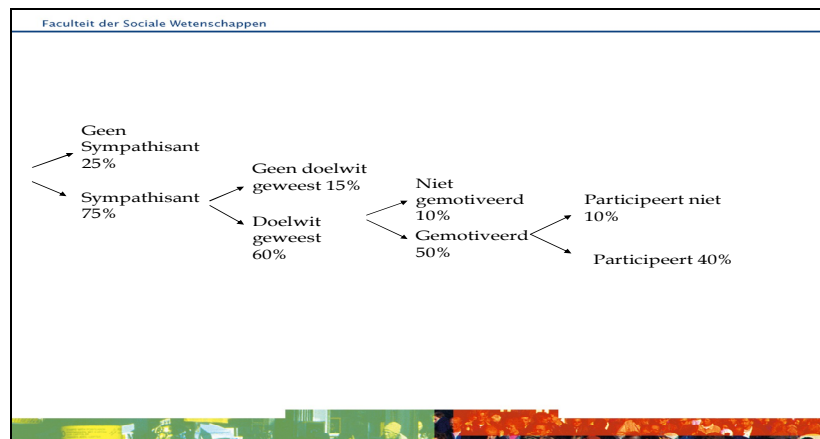 Faculteit der Sociale Wetenschappen
Geen
Sympathisant
25%
Sympathisant
75%
Geen doelwit
geweest 15%
Doelwit
geweest
60%
Niet
gemotiveerd
10%
Gemotiveerd
50%
Participeert niet
10%
Participeert 40%